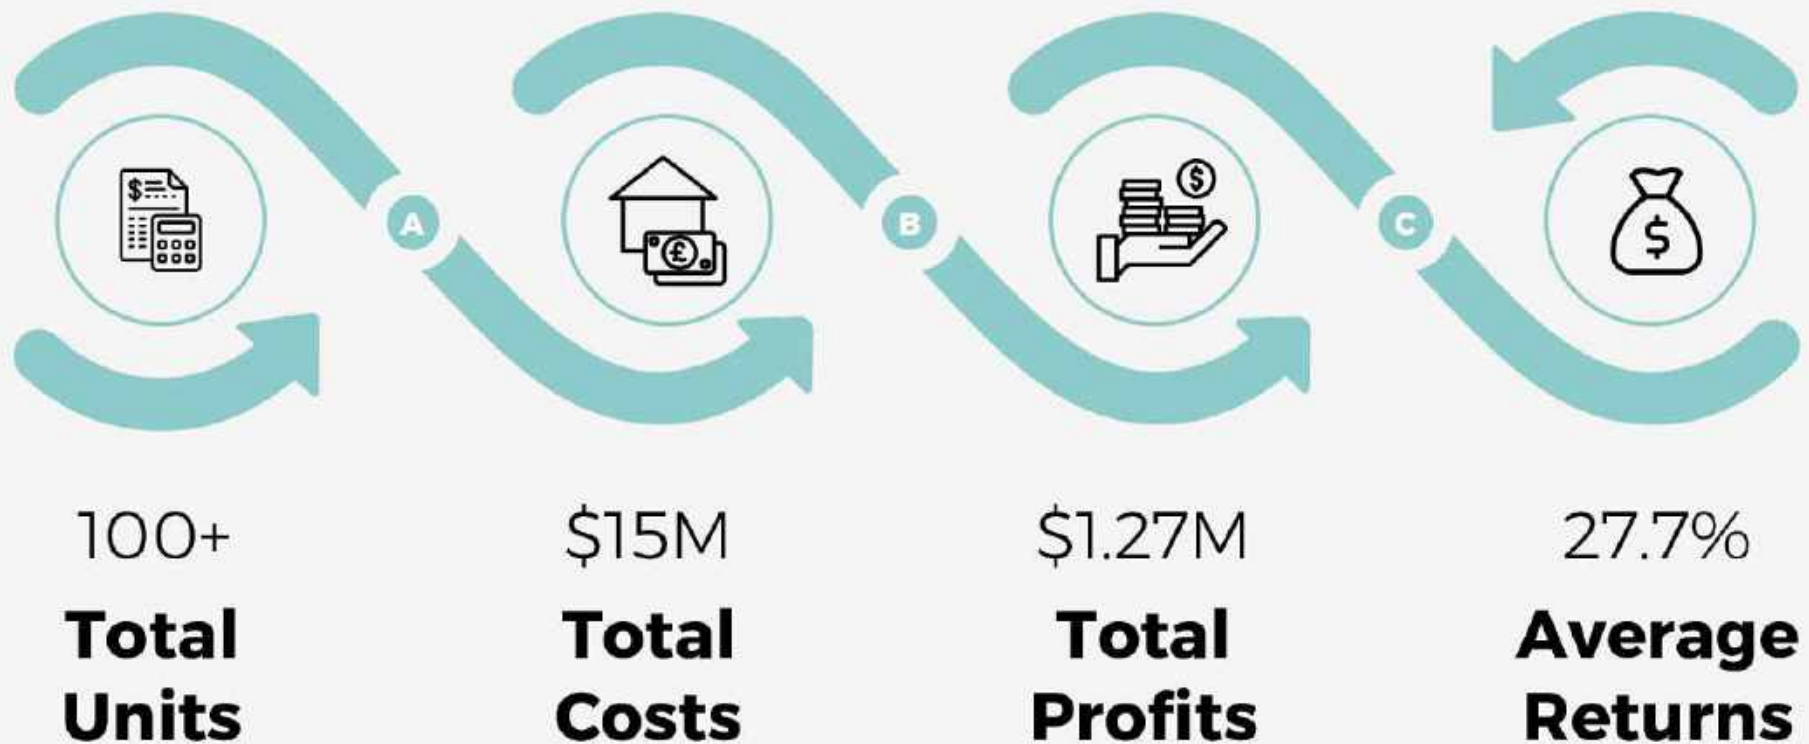 A
B
C
$
£
$
$
100+
$15M
$1.27M
27.7%
Total
Units
Total
Costs
Total
Profits
Average
Returns